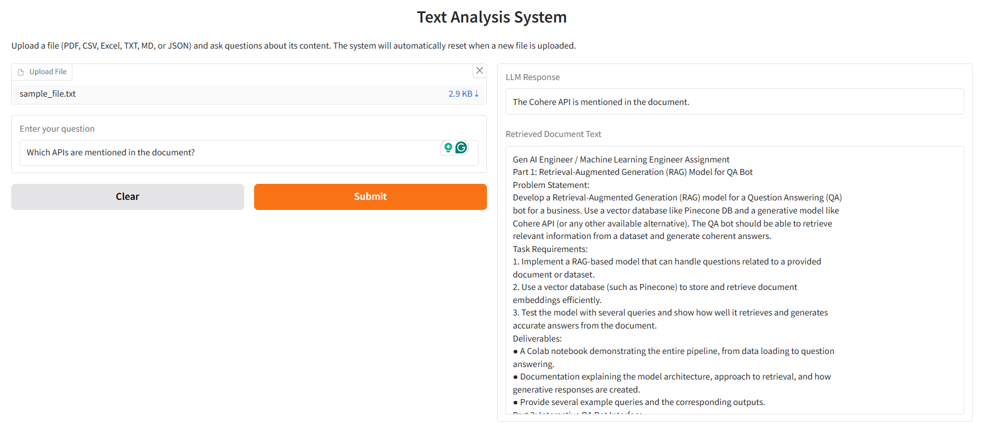 Text Analysis System
Upload a file (PDF, CSV, Excel, TXT, MD, or JSON) and ask questions about its content. The system will automatically reset when a new file is uploaded.
Upload File
sample_file.txt
2.9 KB ↓
Enter your question
Which APIs are mentioned in the document?
Clear
Submit
LLM Response
The Cohere API is mentioned in the document.
Retrieved Document Text
Gen AI Engineer / Machine Learning Engineer Assignment
Part 1: Retrieval-Augmented Generation (RAG) Model for QA Bot
Problem Statement:
Develop a Retrieval-Augmented Generation (RAG) model for a Question Answering (QA)
bot for a business. Use a vector database like Pinecone DB and a generative model like
Cohere API (or any other available alternative). The QA bot should be able to retrieve
relevant information from a dataset and generate coherent answers.
Task Requirements:
1. Implement a RAG-based model that can handle questions related to a provided
document or dataset.
2. Use a vector database (such as Pinecone) to store and retrieve document
embeddings efficiently.
3. Test the model with several queries and show how well it retrieves and generates
accurate answers from the document.
Deliverables:
● A Colab notebook demonstrating the entire pipeline, from data loading to question
answering.
● Documentation explaining the model architecture, approach to retrieval, and how
generative responses are created.
● Provide several example queries and the corresponding outputs.
Part 2: Interactive QA Bot Interface